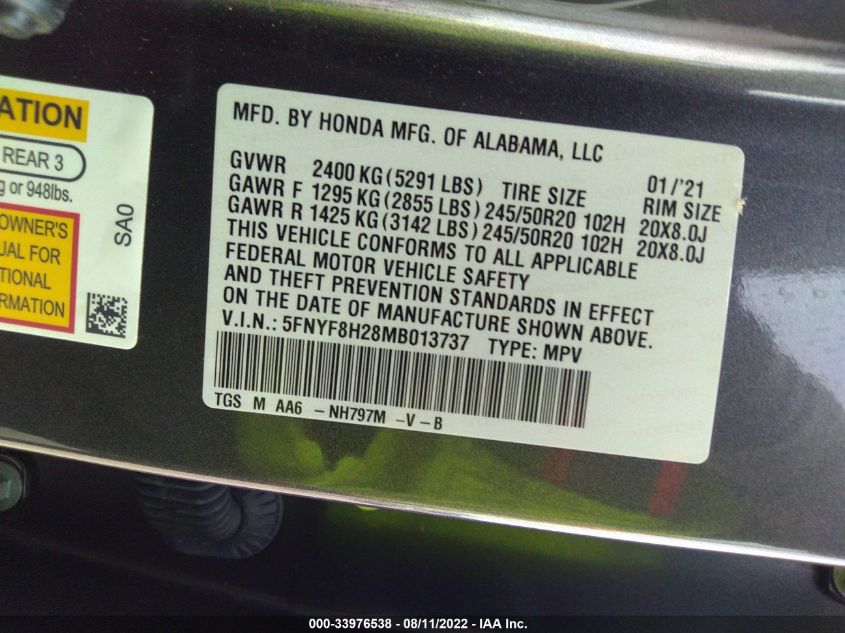 ATION
REAR 3
g or 948lbs.
OWNER'S
UAL FOR
TIONAL
RMATION
SA0
MFD. BY HONDA MFG. OF ALABAMA, LLC
GVWR 2400 KG (5291 LBS) TIRE SIZE 01/'21
GAWR F 1295 KG (2855 LBS) 245/50R20 102H RIM SIZE 20X8.0J
GAWR R 1425 KG (3142 LBS) 245/50R20 102H 20X8.0J
THIS VEHICLE CONFORMS TO ALL APPLICABLE
FEDERAL MOTOR VEHICLE SAFETY
AND THEFT PREVENTION STANDARDS IN EFFECT
ON THE DATE OF MANUFACTURE SHOWN ABOVE.
V.I.N.: 5FNYF8H28MB013737 TYPE: MPV
TGS M AA6 -NH797M -V-B
000-33976538 - 08/11/2022 - IAA Inc.